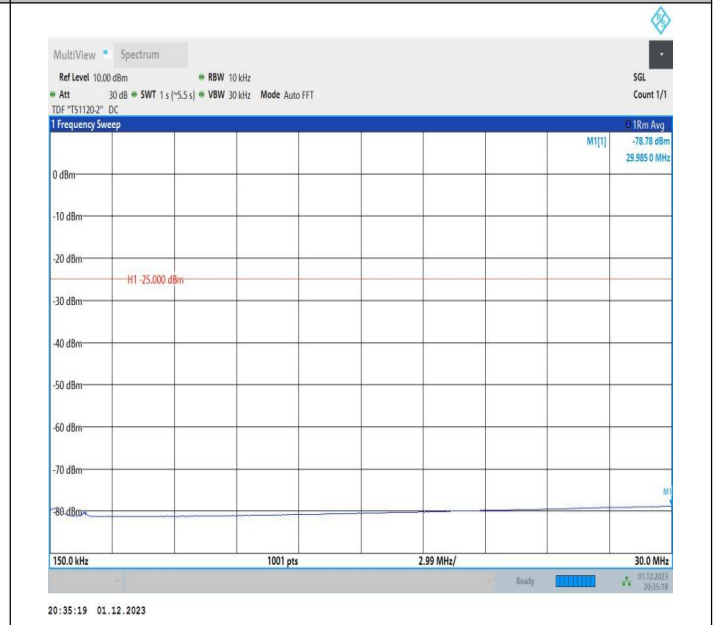 MultiView Spectrum
Ref Level 10.00 dBm RBW 10 kHz SGL
Att 30 dB SWT 1 s (~5.5 s) VBW 30 kHz Mode Auto FFT Count 1/1
TDF "TS1120-2" DC
1 Frequency Sweep 1Rm Avg
M1[1] -78.78 dBm
29.985 0 MHz
0 dBm
-10 dBm
-20 dBm
H1 -25.000 dBm
-30 dBm
-40 dBm
-50 dBm
-60 dBm
-70 dBm
M1
-80 dBm
150.0 kHz 1001 pts 2.99 MHz/ 30.0 MHz
Ready 01.12.2023
20:35:18
20:35:19 01.12.2023